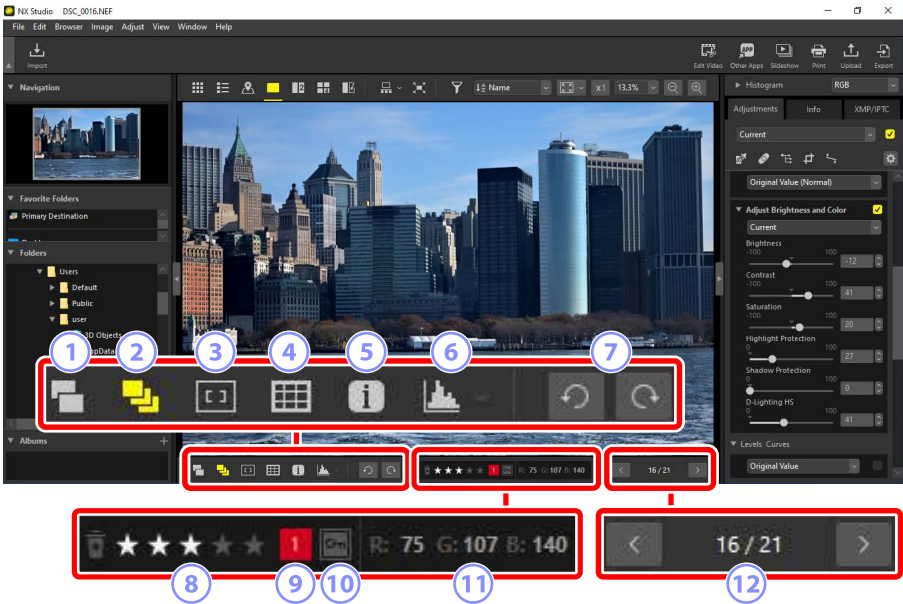 NX Studio DSC_0016.NEF
File Edit Browser Image Adjust View Window Help
Import
Edit Video Other Apps Slideshow Print Upload Export
APP
Navigation
Name
x1 13.3%
Histogram RGB
Adjustments Info XMP/IPTC
Current
Original Value (Normal)
Favorite Folders
Primary Destination
Adjust Brightness and Color
Current
Folders
Users
Default
Public
user
3D Objects
Brightness
-100 100
-12
Contrast
-100 100
41
Saturation
-100 100
20
Highlight Protection
0 100
27
Shadow Protection
0 100
0
D-Lighting HS
0 100
41
1 2 3 4 5 6 7
Albums
Levels Curves
Original Value
1 R: 75 G: 107 B: 140
16 / 21
1 R: 75 G: 107 B: 140
16 / 21
8 9 10 11 12